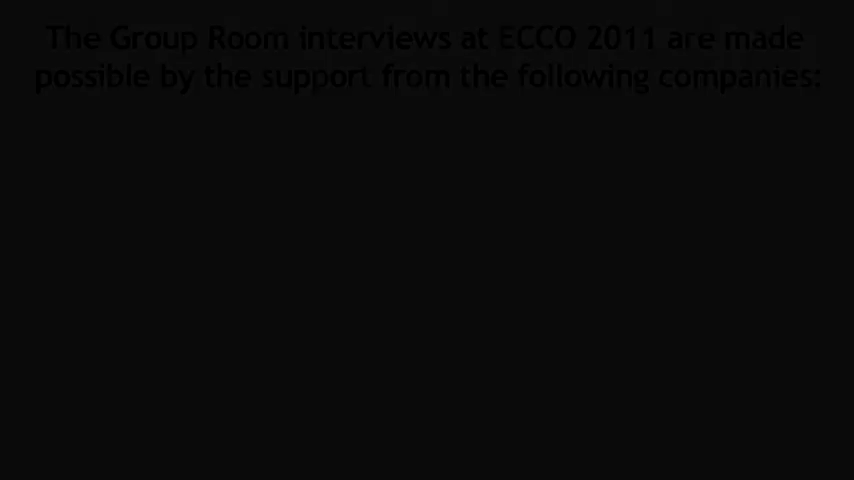 The Group Room interviews at ECCO 2011 are made
possible by the support from the following companies: